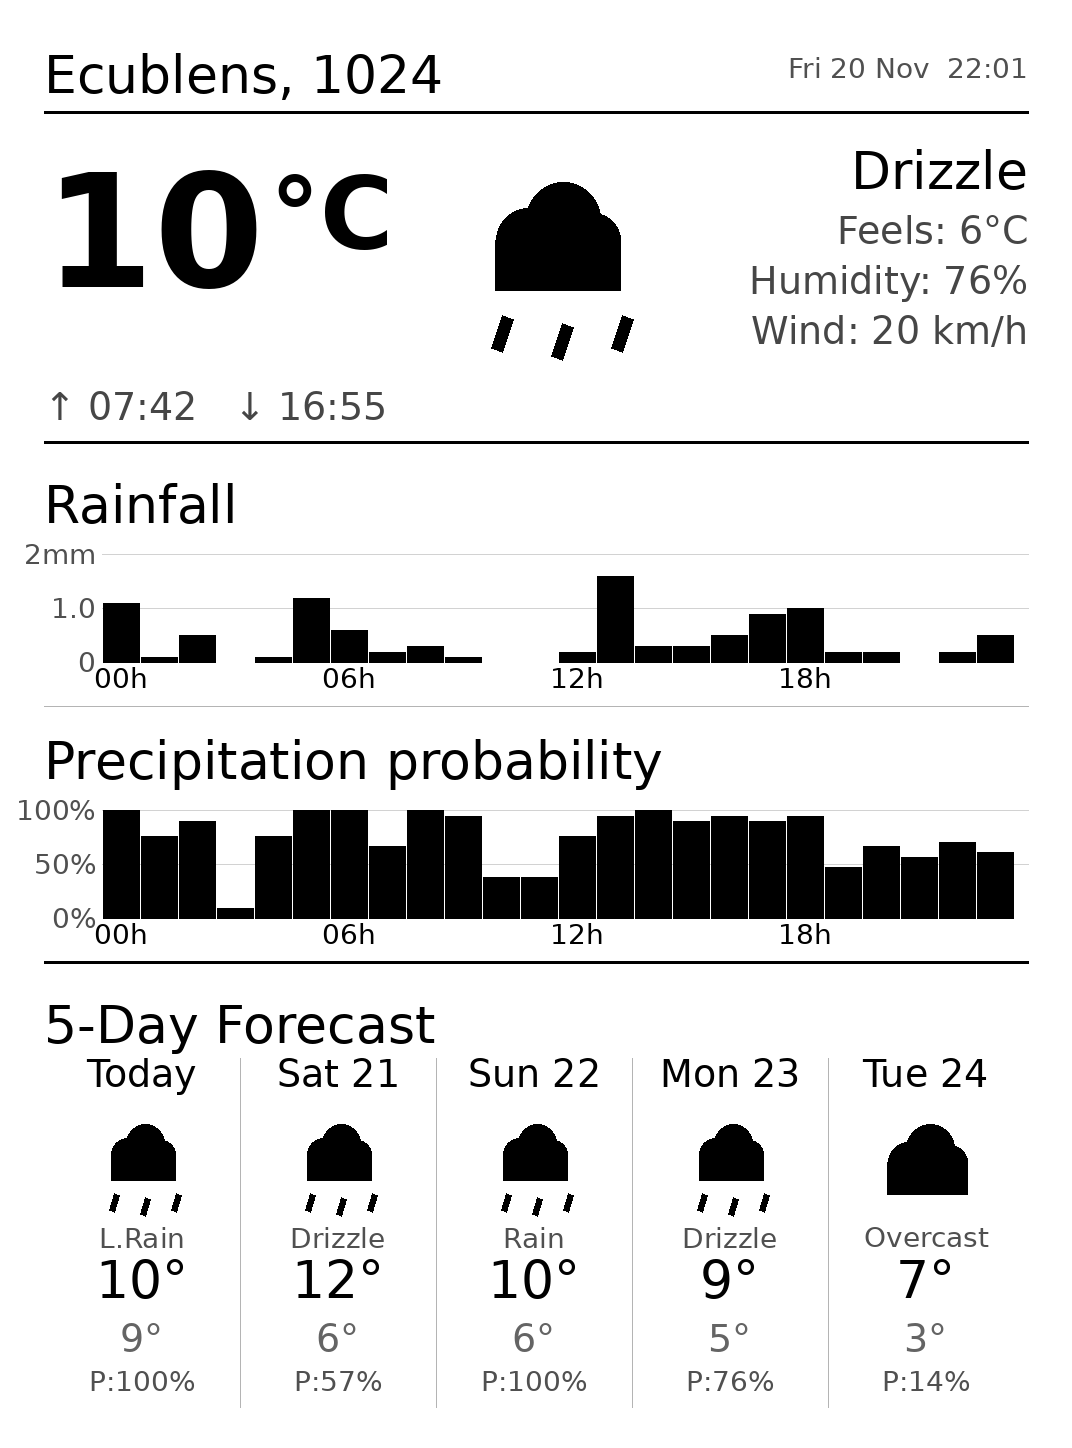 Ecublens, 1024
Fri 20 Nov  22:01
10°C
Drizzle
Feels: 6°C
Humidity: 76%
Wind: 20 km/h
↑ 07:42   ↓ 16:55
Rainfall
2mm
1.0
0
00h 06h 12h 18h
Precipitation probability
100%
50%
0%
00h 06h 12h 18h
5-Day Forecast
Today Sat 21 Sun 22 Mon 23 Tue 24
L.Rain Drizzle Rain Drizzle Overcast
10° 12° 10° 9° 7°
9° 6° 6° 5° 3°
P:100% P:57% P:100% P:76% P:14%